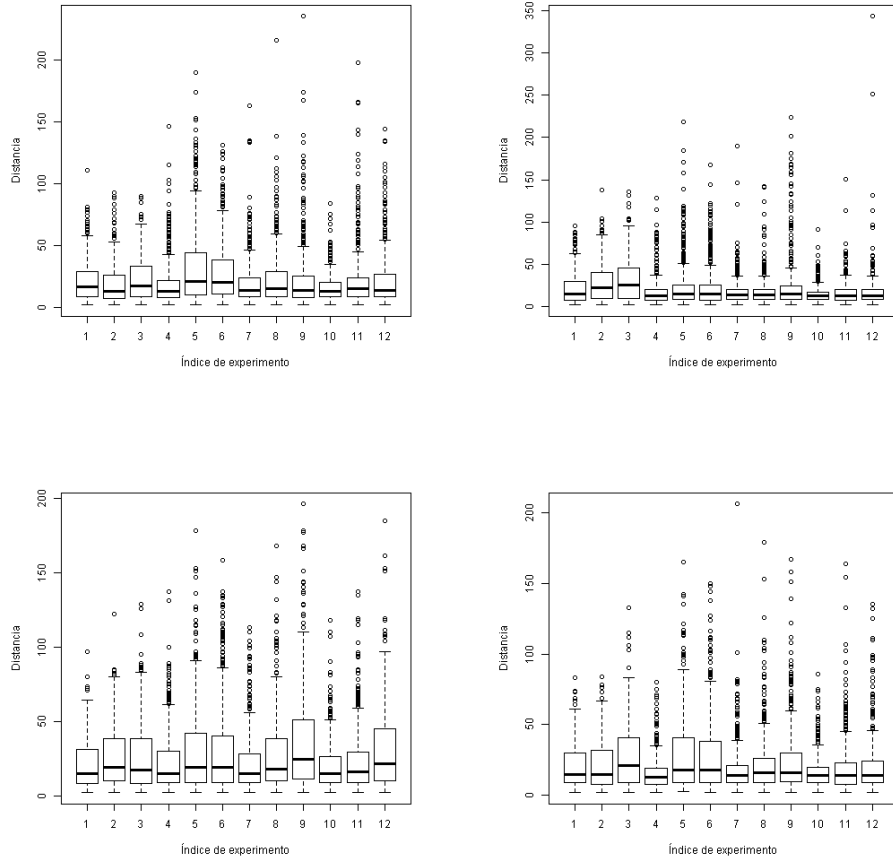 Distancia
0 50 100 150 200
1 2 3 4 5 6 7 8 9 10 11 12
Índice de experimento
Distancia
0 50 100 150 200 250 300 350
1 2 3 4 5 6 7 8 9 10 11 12
Índice de experimento
Distancia
0 50 100 150 200
1 2 3 4 5 6 7 8 9 10 11 12
Índice de experimento
Distancia
0 50 100 150 200
1 2 3 4 5 6 7 8 9 10 11 12
Índice de experimento